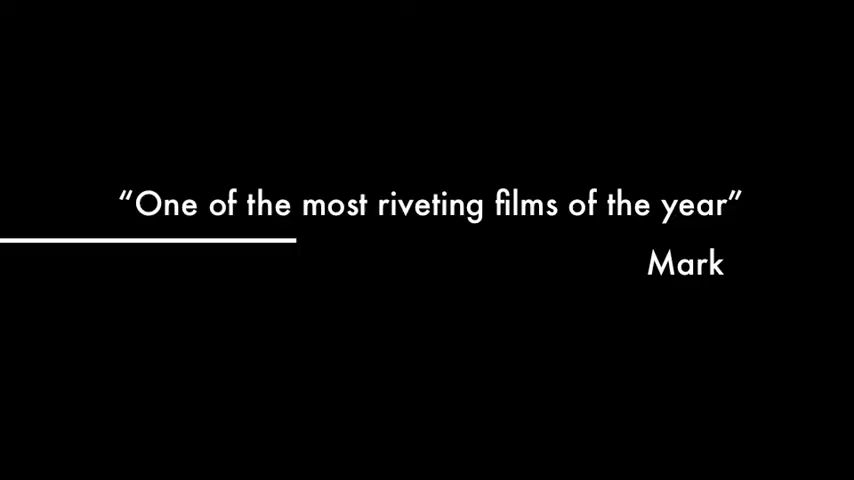 “One of the most riveting films of the year”
Mark